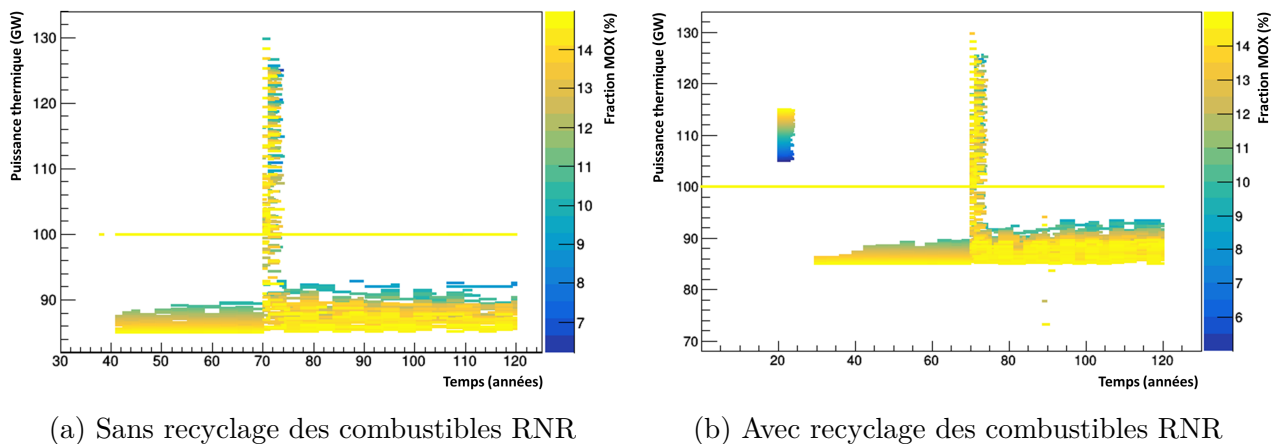 Puissance thermique (GW)
130
120
110
100
90
30 40 50 60 70 80 90 100 110 120
Temps (années)
Fraction MOX (%)
14
13
12
11
10
9
8
7
(a) Sans recyclage des combustibles RNR
Puissance thermique (GW)
130
120
110
100
90
80
70
20 40 60 80 100 120
Temps (années)
Fraction MOX (%)
14
13
12
11
10
9
8
7
6
(b) Avec recyclage des combustibles RNR